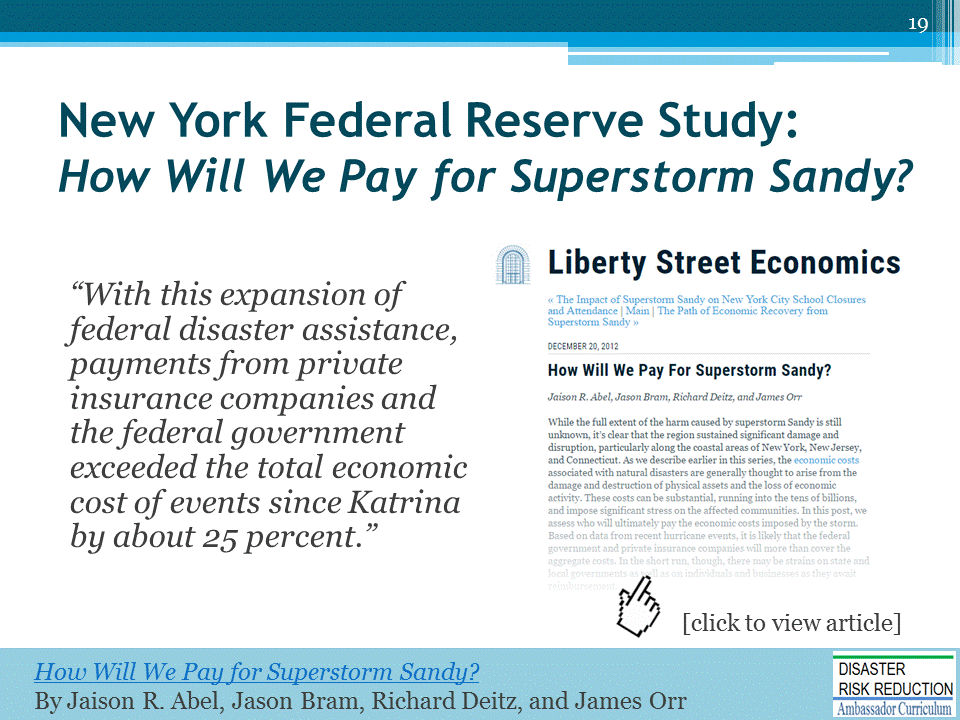 19
New York Federal Reserve Study:
How Will We Pay for Superstorm Sandy?
“With this expansion of
federal disaster assistance,
payments from private
insurance companies and
the federal government
exceeded the total economic
cost of events since Katrina
by about 25 percent.”
Liberty Street Economics
« The Impact of Superstorm Sandy on New York City School Closures
and Attendance | Main | The Path of Economic Recovery from
Superstorm Sandy »
DECEMBER 20, 2012
How Will We Pay For Superstorm Sandy?
Jaison R. Abel, Jason Bram, Richard Deitz, and James Orr
While the full extent of the harm caused by superstorm Sandy is still
unknown, it’s clear that the region sustained significant damage and
disruption, particularly along the coastal areas of New York, New Jersey,
and Connecticut. As we describe earlier in this series, the economic costs
associated with natural disasters are generally thought to arise from the
damage and destruction of physical assets and the loss of economic
activity. These costs can be substantial, running into the tens of billions,
and impose significant stress on the affected communities. In this post, we
assess who will ultimately pay the economic costs imposed by the storm.
Based on data from recent hurricane events, it is likely that the federal
government and private insurance companies will more than cover the
aggregate costs. In the short run, though, there may be strains on state and
local governments as well as on individuals and businesses as they await
reimbursement.
[click to view article]
How Will We Pay for Superstorm Sandy?
By Jaison R. Abel, Jason Bram, Richard Deitz, and James Orr
DISASTER
RISK REDUCTION
Ambassador Curriculum